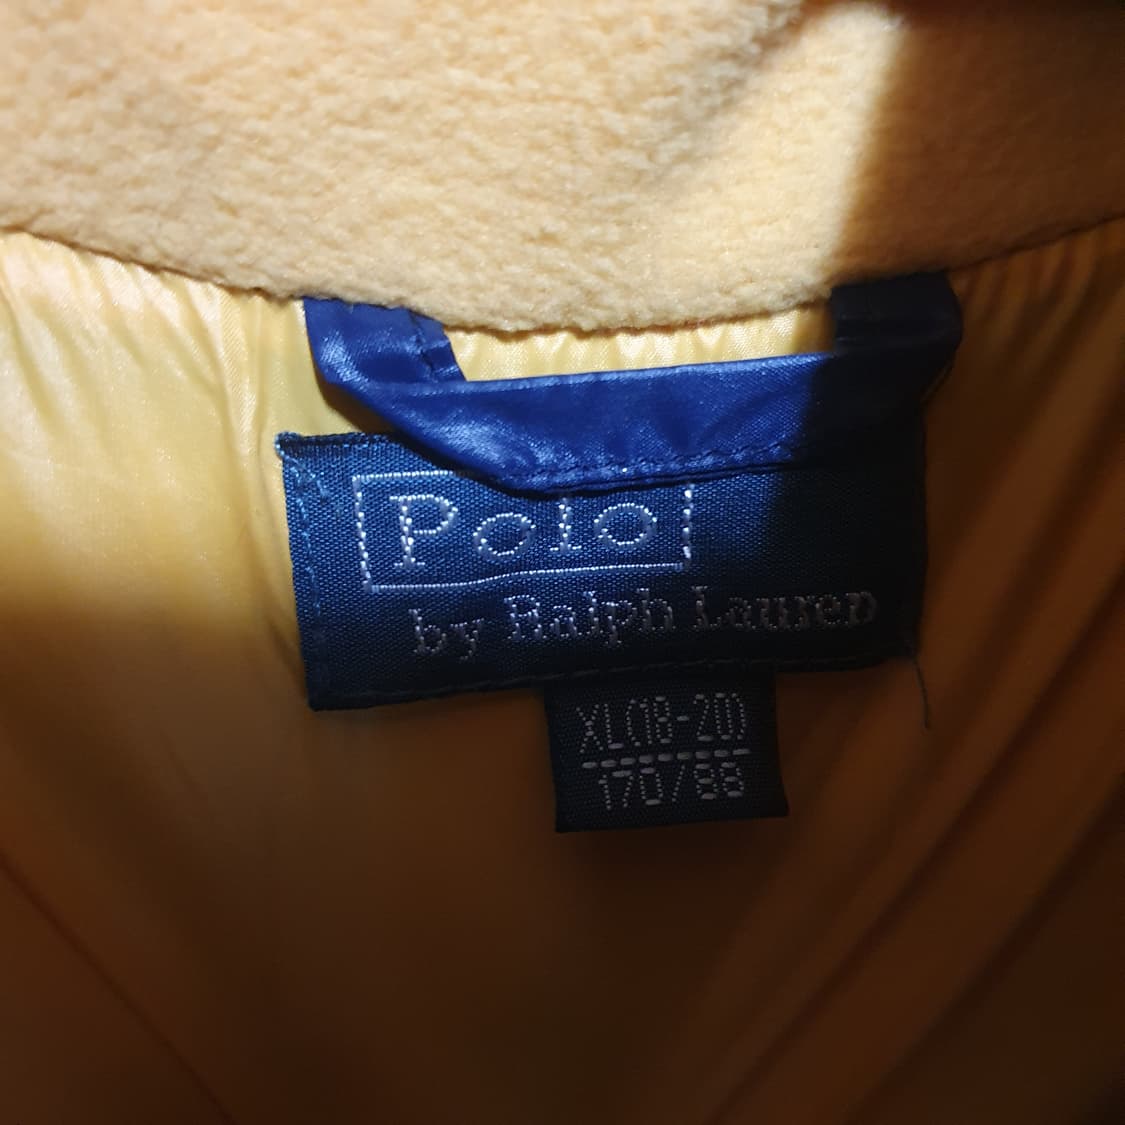 Polo
by Ralph Lauren
XL(18-20)
170/88